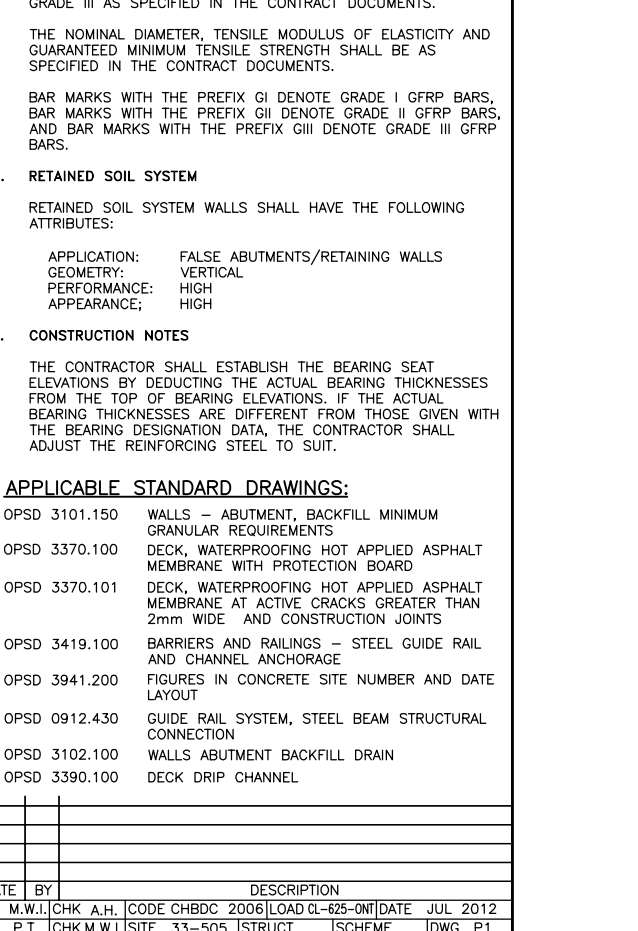 GRADE III AS SPECIFIED IN THE CONTRACT DOCUMENTS.
THE NOMINAL DIAMETER, TENSILE MODULUS OF ELASTICITY AND
GUARANTEED MINIMUM TENSILE STRENGTH SHALL BE AS
SPECIFIED IN THE CONTRACT DOCUMENTS.
BAR MARKS WITH THE PREFIX GI DENOTE GRADE I GFRP BARS,
BAR MARKS WITH THE PREFIX GII DENOTE GRADE II GFRP BARS,
AND BAR MARKS WITH THE PREFIX GIII DENOTE GRADE III GFRP
BARS.
. RETAINED SOIL SYSTEM
RETAINED SOIL SYSTEM WALLS SHALL HAVE THE FOLLOWING
ATTRIBUTES:
APPLICATION: FALSE ABUTMENTS/RETAINING WALLS
GEOMETRY: VERTICAL
PERFORMANCE: HIGH
APPEARANCE; HIGH
. CONSTRUCTION NOTES
THE CONTRACTOR SHALL ESTABLISH THE BEARING SEAT
ELEVATIONS BY DEDUCTING THE ACTUAL BEARING THICKNESSES
FROM THE TOP OF BEARING ELEVATIONS. IF THE ACTUAL
BEARING THICKNESSES ARE DIFFERENT FROM THOSE GIVEN WITH
THE BEARING DESIGNATION DATA, THE CONTRACTOR SHALL
ADJUST THE REINFORCING STEEL TO SUIT.
APPLICABLE STANDARD DRAWINGS:
OPSD 3101.150 WALLS – ABUTMENT, BACKFILL MINIMUM
GRANULAR REQUIREMENTS
OPSD 3370.100 DECK, WATERPROOFING HOT APPLIED ASPHALT
MEMBRANE WITH PROTECTION BOARD
OPSD 3370.101 DECK, WATERPROOFING HOT APPLIED ASPHALT
MEMBRANE AT ACTIVE CRACKS GREATER THAN
2mm WIDE AND CONSTRUCTION JOINTS
OPSD 3419.100 BARRIERS AND RAILINGS – STEEL GUIDE RAIL
AND CHANNEL ANCHORAGE
OPSD 3941.200 FIGURES IN CONCRETE SITE NUMBER AND DATE
LAYOUT
OPSD 0912.430 GUIDE RAIL SYSTEM, STEEL BEAM STRUCTURAL
CONNECTION
OPSD 3102.100 WALLS ABUTMENT BACKFILL DRAIN
OPSD 3390.100 DECK DRIP CHANNEL
TE BY DESCRIPTION
M.W.I. CHK A.H. CODE CHBDC 2006 LOAD CL-625-ONT DATE JUL 2012
P.T. CHK M.W.I. SITE 33-505 STRUCT SCHEME DWG P1